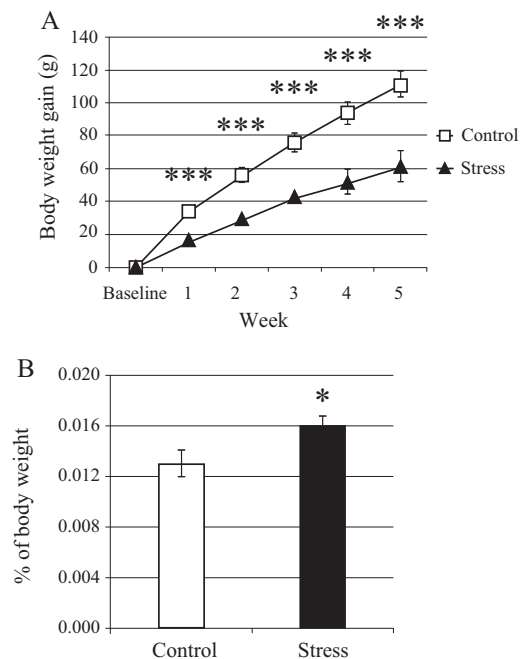 A
Body weight gain (g)
140
120
100
80
60
40
20
0
***
***
***
***
***
Control
Stress
Baseline 1 2 3 4 5
Week
B
% of body weight
0.020
0.016
0.012
0.008
0.004
0.000
*
Control Stress